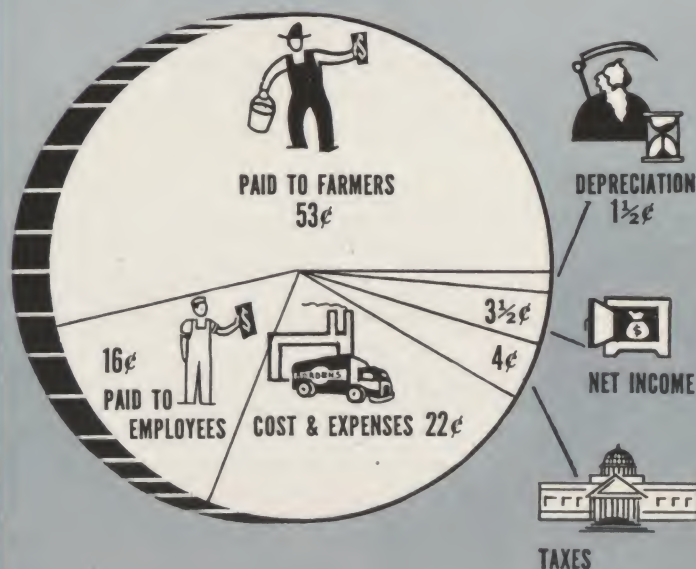 PAID TO FARMERS
53¢
DEPRECIATION
1½¢
3½¢
4¢
NET INCOME
16¢
PAID TO
EMPLOYEES
BORDENS
COST & EXPENSES 22¢
TAXES